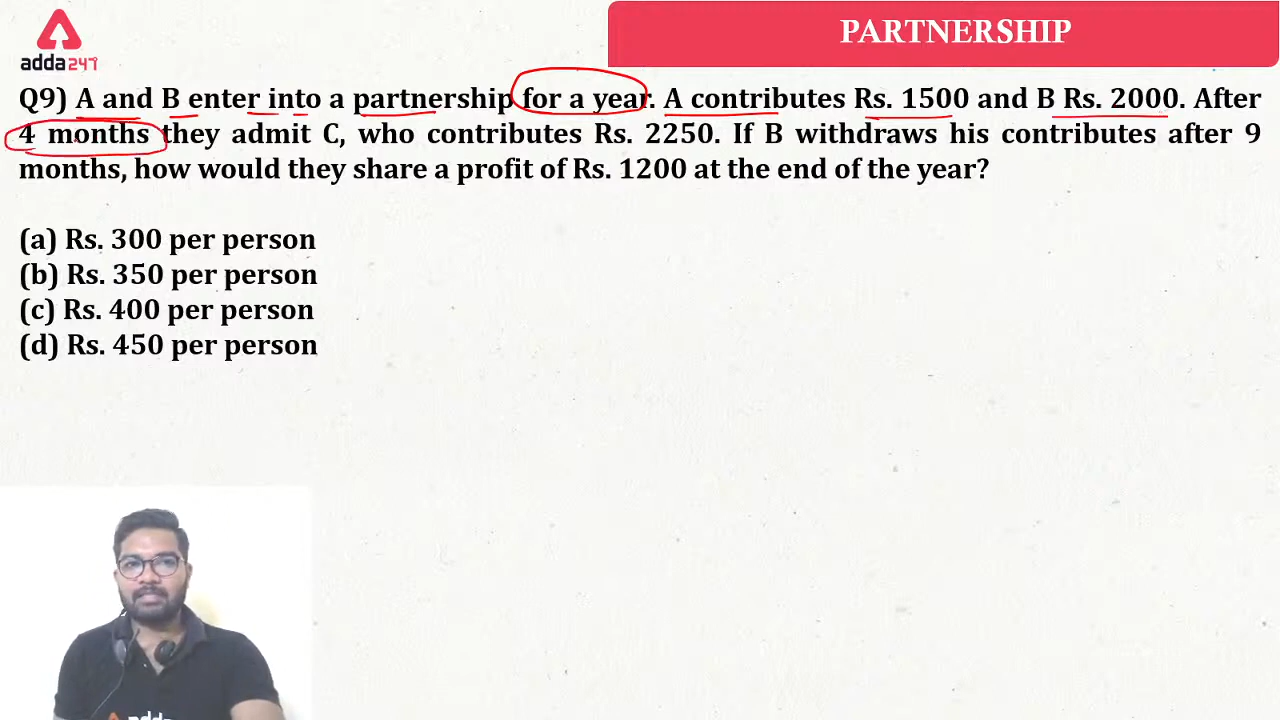 PARTNERSHIP
adda247
Q9) A and B enter into a partnership for a year. A contributes Rs. 1500 and B Rs. 2000. After
4 months they admit C, who contributes Rs. 2250. If B withdraws his contributes after 9
months, how would they share a profit of Rs. 1200 at the end of the year?
(a) Rs. 300 per person
(b) Rs. 350 per person
(c) Rs. 400 per person
(d) Rs. 450 per person